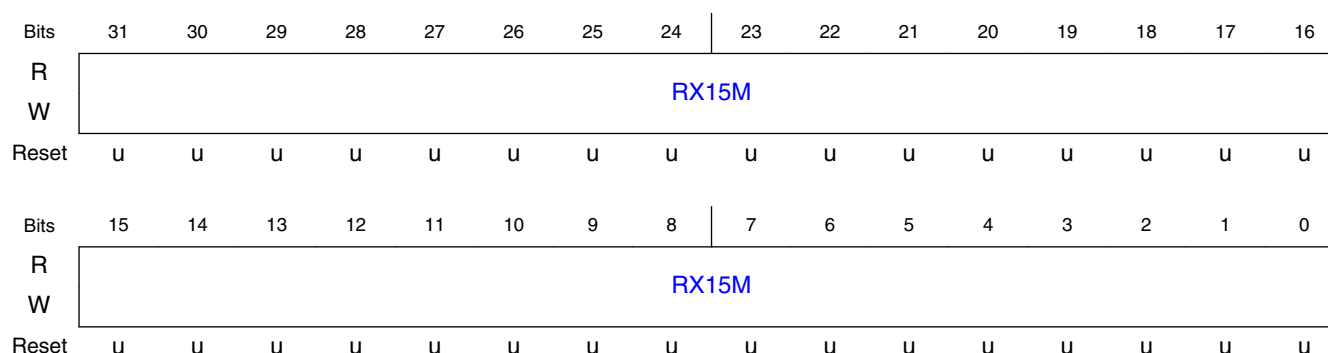 Bits 31 30 29 28 27 26 25 24 23 22 21 20 19 18 17 16
R
RX15M
W
Reset u u u u u u u u u u u u u u u u
Bits 15 14 13 12 11 10 9 8 7 6 5 4 3 2 1 0
R
RX15M
W
Reset u u u u u u u u u u u u u u u u